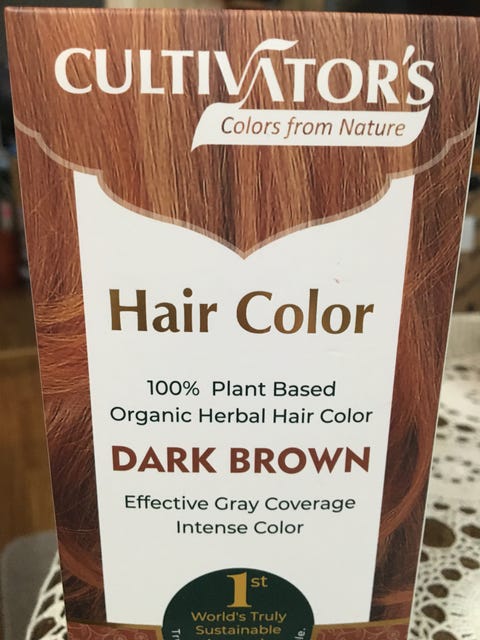 CULTIVATOR'S
Colors from Nature
Hair Color
100% Plant Based
Organic Herbal Hair Color
DARK BROWN
Effective Gray Coverage
Intense Color
1st
World's Truly
Sustainable